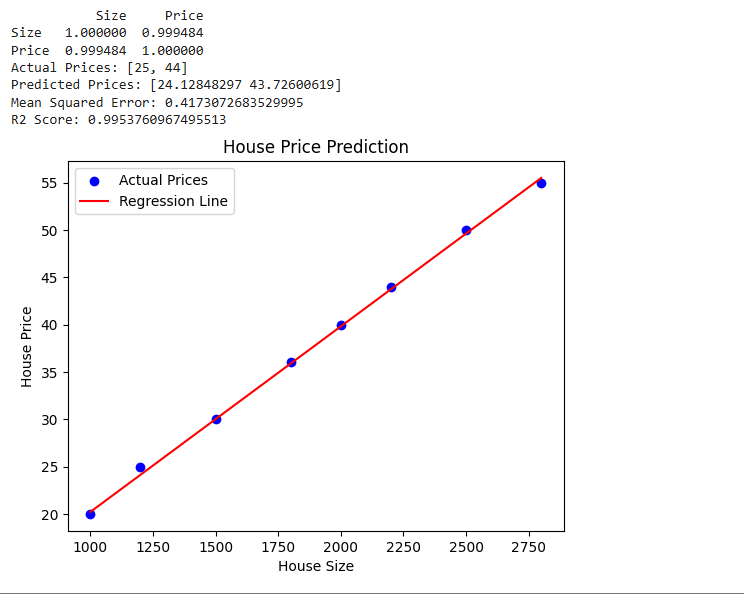 Size Price
Size 1.000000 0.999484
Price 0.999484 1.000000
Actual Prices: [25, 44]
Predicted Prices: [24.12848297 43.72600619]
Mean Squared Error: 0.4173072683529995
R2 Score: 0.9953760967495513
House Price Prediction
Actual Prices
Regression Line
55
50
45
40
35
30
25
20
House Price
1000 1250 1500 1750 2000 2250 2500 2750
House Size